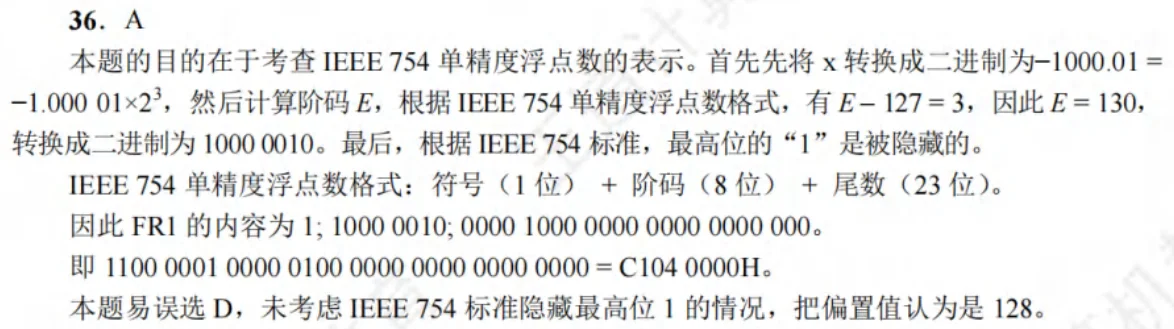 36．A
本题的目的在于考查 IEEE 754 单精度浮点数的表示。首先先将 x 转换成二进制为−1000.01 =
−1.000 01×2³，然后计算阶码 E，根据 IEEE 754 单精度浮点数格式，有 E − 127 = 3，因此 E = 130，
转换成二进制为 1000 0010。最后，根据 IEEE 754 标准，最高位的“1”是被隐藏的。
IEEE 754 单精度浮点数格式：符号（1 位） + 阶码（8 位） + 尾数（23 位）。
因此 FR1 的内容为 1; 1000 0010; 0000 1000 0000 0000 0000 000。
即 1100 0001 0000 0100 0000 0000 0000 0000 = C104 0000H。
本题易误选 D，未考虑 IEEE 754 标准隐藏最高位 1 的情况，把偏置值认为是 128。